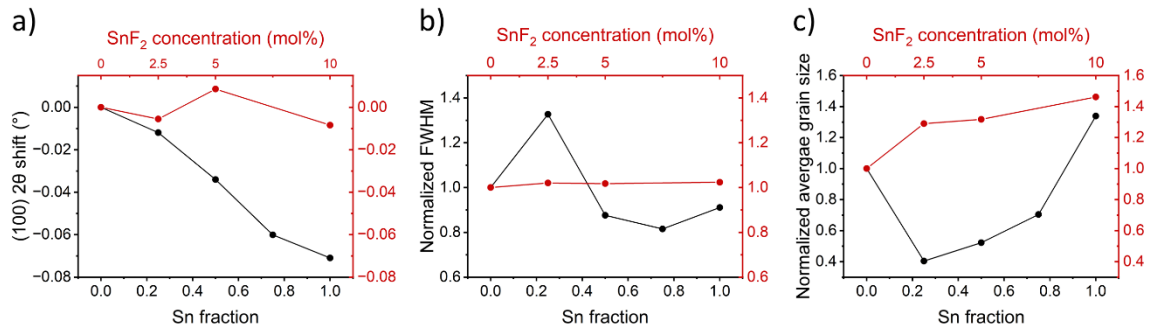 a)
SnF₂ concentration (mol%)
0 2.5 5 10
(100) 2θ shift (°)
0.00 0.00
−0.02 −0.02
−0.04 −0.04
−0.06 −0.06
−0.08 −0.08
0.0 0.2 0.4 0.6 0.8 1.0
Sn fraction
b)
SnF₂ concentration (mol%)
0 2.5 5 10
Normalized FWHM
1.4 1.4
1.2 1.2
1.0 1.0
0.8 0.8
0.6 0.6
0.0 0.2 0.4 0.6 0.8 1.0
Sn fraction
c)
SnF₂ concentration (mol%)
0 2.5 5 10
Normalized avergae grain size
1.6 1.6
1.4 1.4
1.2 1.2
1.0 1.0
0.8 0.8
0.6 0.6
0.4 0.4
0.0 0.2 0.4 0.6 0.8 1.0
Sn fraction